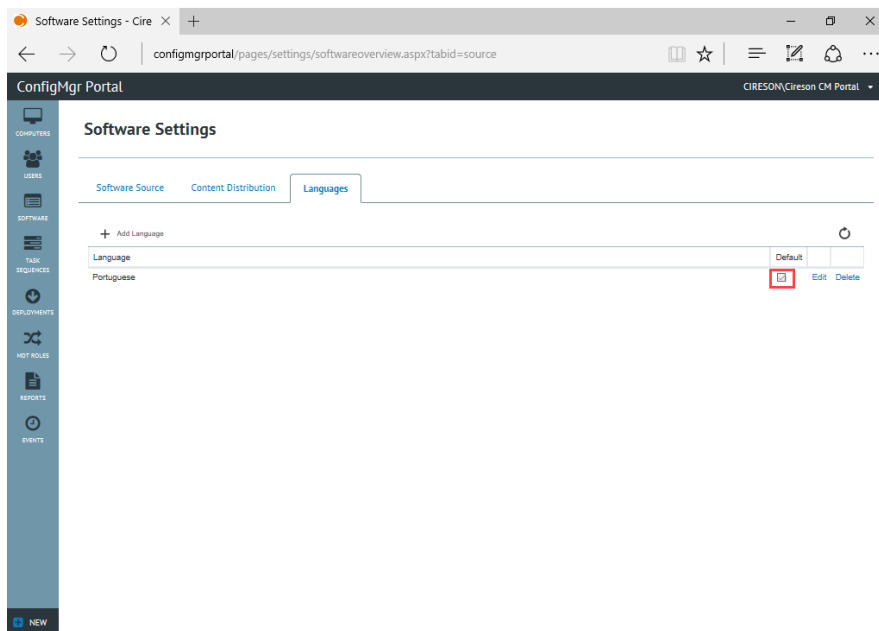 Software Settings - Cire
configmgrportal/pages/settings/softwareoverview.aspx?tabid=source
ConfigMgr Portal
CIRESON\Cireson CM Portal
COMPUTERS
USERS
SOFTWARE
TASK
SEQUENCES
DEPLOYMENTS
MDT ROLES
REPORTS
EVENTS
NEW
Software Settings
Software Source Content Distribution Languages
Add Language
Language Default
Portuguese Edit Delete